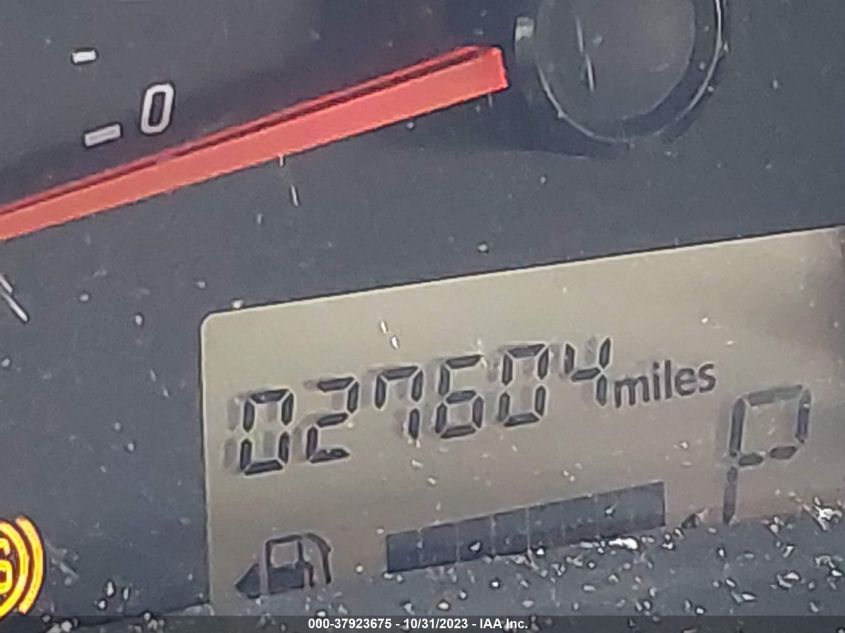 0
027604 miles
P
000-37923675 - 10/31/2023 - IAA Inc.